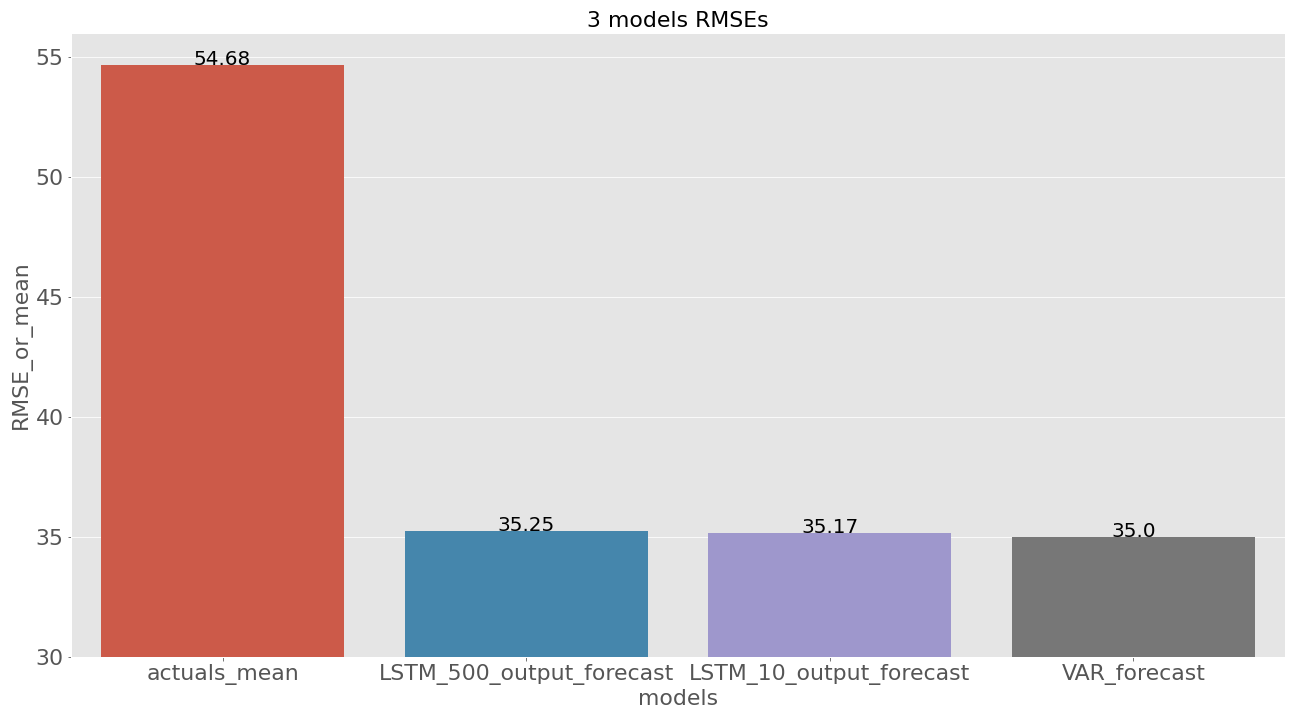 3 models RMSEs
RMSE_or_mean
55
50
45
40
35
30
54.68
35.25
35.17
35.0
actuals_mean
LSTM_500_output_forecast
LSTM_10_output_forecast
VAR_forecast
models